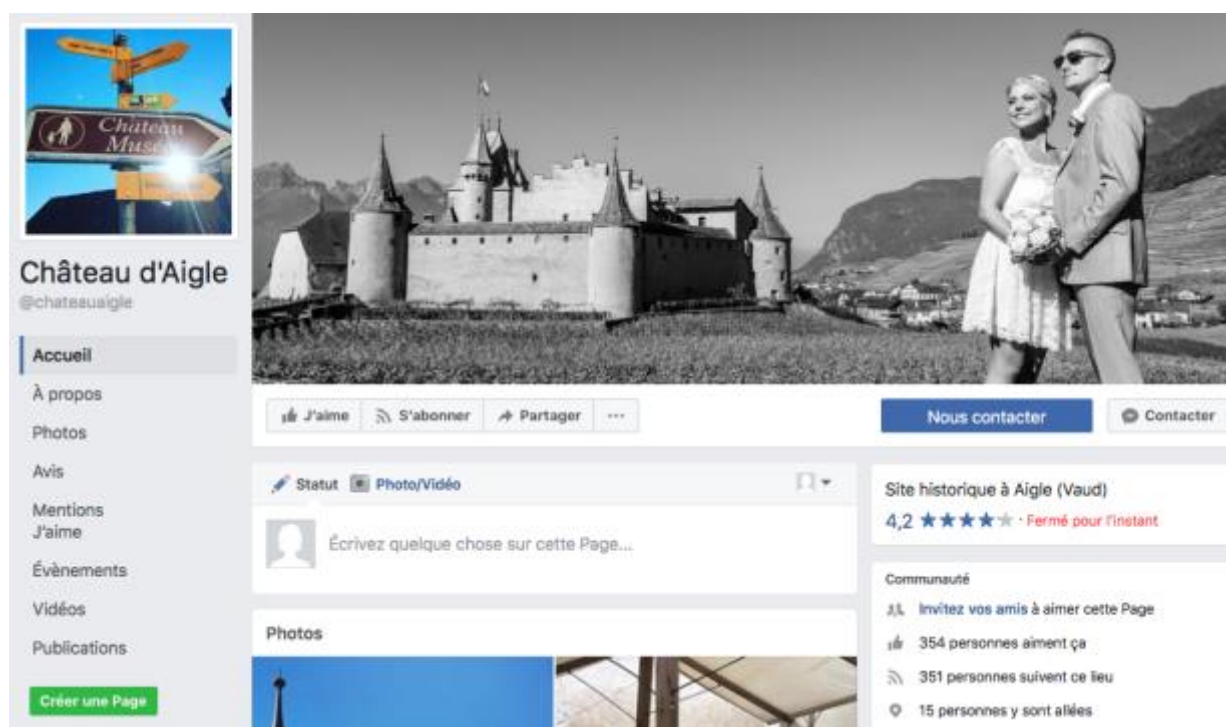 Château
Musée
Château d'Aigle
@chateauaigle
Accueil
À propos
Photos
Avis
Mentions
J'aime
Évènements
Vidéos
Publications
Créer une Page
J'aime
S'abonner
Partager
Nous contacter
Contacter
Statut
Photo/Vidéo
Écrivez quelque chose sur cette Page...
Photos
Site historique à Aigle (Vaud)
4,2 ★★★★★ · Fermé pour l'instant
Communauté
Invitez vos amis à aimer cette Page
354 personnes aiment ça
351 personnes suivent ce lieu
15 personnes y sont allées